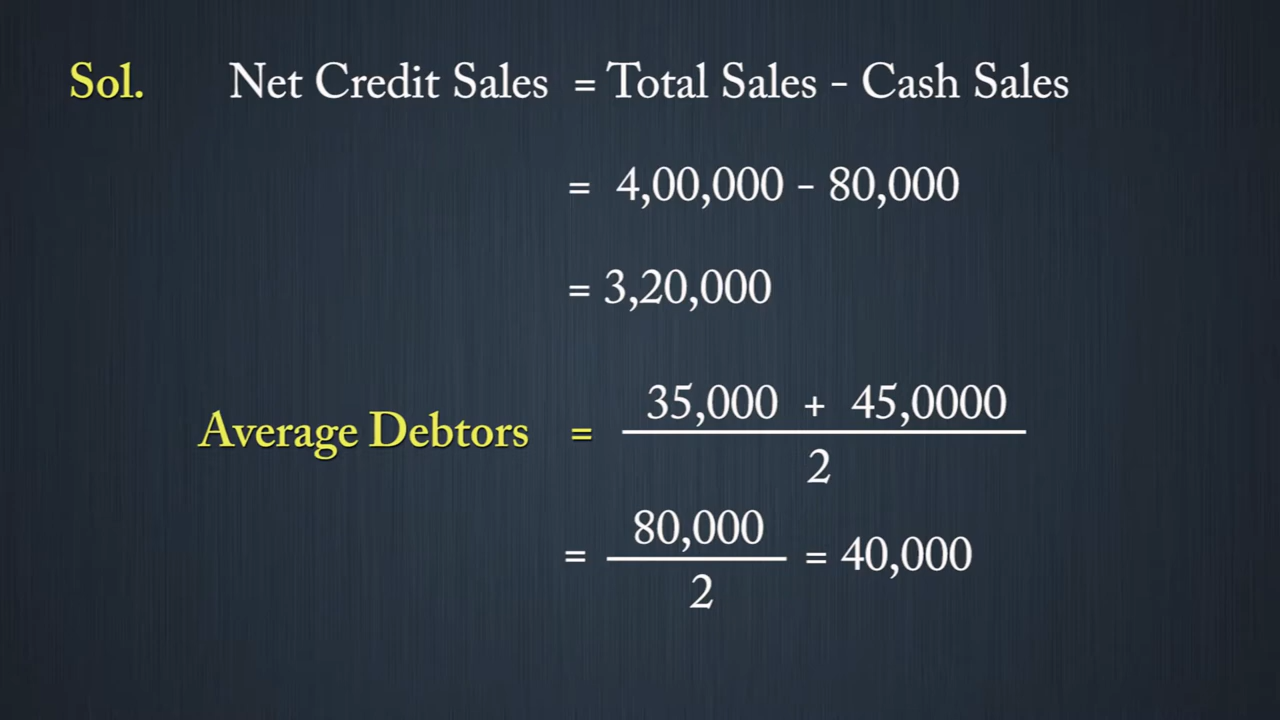 Sol. Net Credit Sales = Total Sales - Cash Sales
= 4,00,000 - 80,000
= 3,20,000
35,000 + 45,0000
Average Debtors =
2
80,000
= = 40,000
2